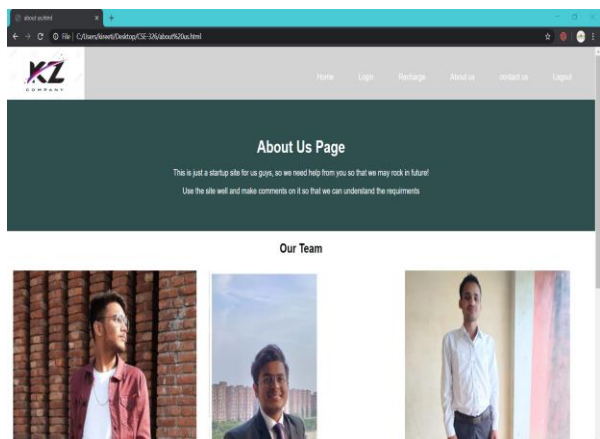 about us.html
File | C:/Users/kireeti/Desktop/CSE-326/about%20us.html
KZ
COMPANY
Home Login Recharge About us contact us Logout
About Us Page
This is just a startup site for us guys, so we need help from you so that we may rock in future!
Use the site well and make comments on it so that we can understand the requirments
Our Team